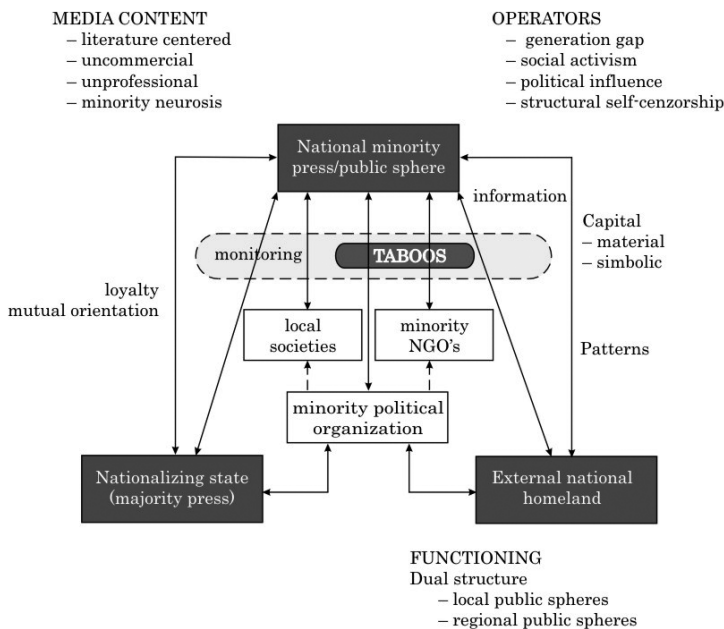 MEDIA CONTENT
– literature centered
– uncommercial
– unprofessional
– minority neurosis
OPERATORS
– generation gap
– social activism
– political influence
– structural self-cenzorship
National minority
press/public sphere
information
Capital
– material
– simbolic
monitoring
TABOOS
loyalty
mutual orientation
local
societies
minority
NGO's
Patterns
minority political
organization
Nationalizing state
(majority press)
External national
homeland
FUNCTIONING
Dual structure
– local public spheres
– regional public spheres